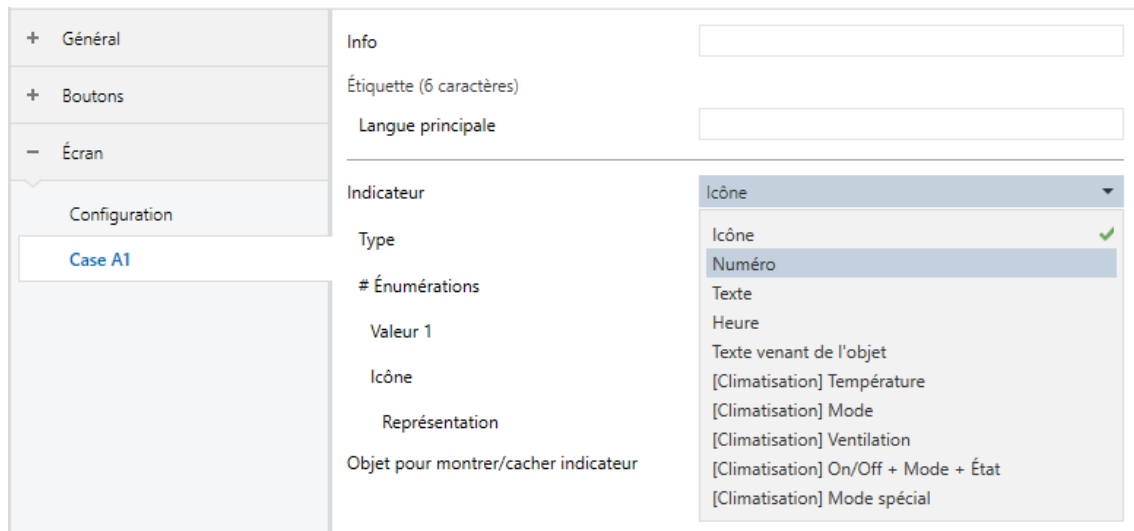 + Général
+ Boutons
− Écran
Configuration
Case A1
Info
Étiquette (6 caractères)
Langue principale
Indicateur
Icône
Type
# Énumérations
Valeur 1
Icône
Représentation
Objet pour montrer/cacher indicateur
Icône
Numéro
Texte
Heure
Texte venant de l'objet
[Climatisation] Température
[Climatisation] Mode
[Climatisation] Ventilation
[Climatisation] On/Off + Mode + État
[Climatisation] Mode spécial